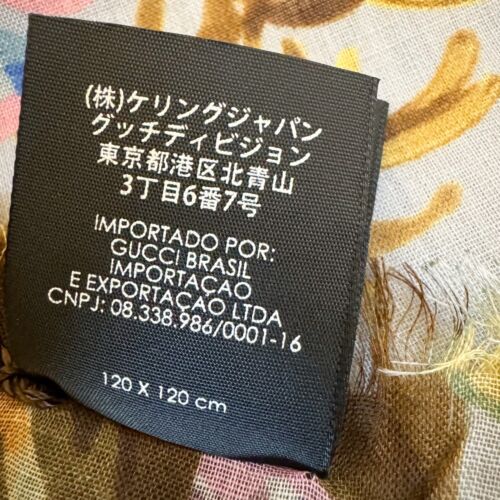 (株)ケリングジャパン
グッチディビジョン
東京都港区北青山
3丁目6番7号
IMPORTADO POR:
GUCCI BRASIL
IMPORTAÇAO
E EXPORTAÇAO LTDA
CNPJ: 08.338.986/0001-16
120 X 120 cm